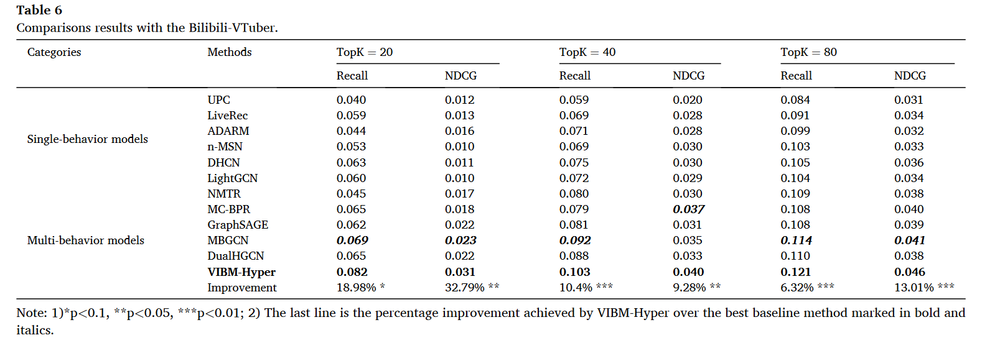 Table 6
Comparisons results with the Bilibili-VTuber.
Categories Methods TopK = 20 TopK = 40 TopK = 80
Recall NDCG Recall NDCG Recall NDCG
UPC 0.040 0.012 0.059 0.020 0.084 0.031
LiveRec 0.059 0.013 0.069 0.028 0.091 0.034
ADARM 0.044 0.016 0.071 0.028 0.099 0.032
Single-behavior models
n-MSN 0.053 0.010 0.069 0.030 0.103 0.033
DHCN 0.063 0.011 0.075 0.030 0.105 0.036
LightGCN 0.060 0.010 0.072 0.029 0.104 0.034
NMTR 0.045 0.017 0.080 0.030 0.109 0.038
MC-BPR 0.065 0.018 0.079 0.037 0.108 0.040
GraphSAGE 0.062 0.022 0.081 0.031 0.108 0.039
Multi-behavior models MBGCN 0.069 0.023 0.092 0.035 0.114 0.041
DualHGCN 0.065 0.022 0.088 0.033 0.110 0.038
VIBM-Hyper 0.082 0.031 0.103 0.040 0.121 0.046
Improvement 18.98% * 32.79% ** 10.4% *** 9.28% ** 6.32% *** 13.01% ***
Note: 1)*p<0.1, **p<0.05, ***p<0.01; 2) The last line is the percentage improvement achieved by VIBM-Hyper over the best baseline method marked in bold and
italics.